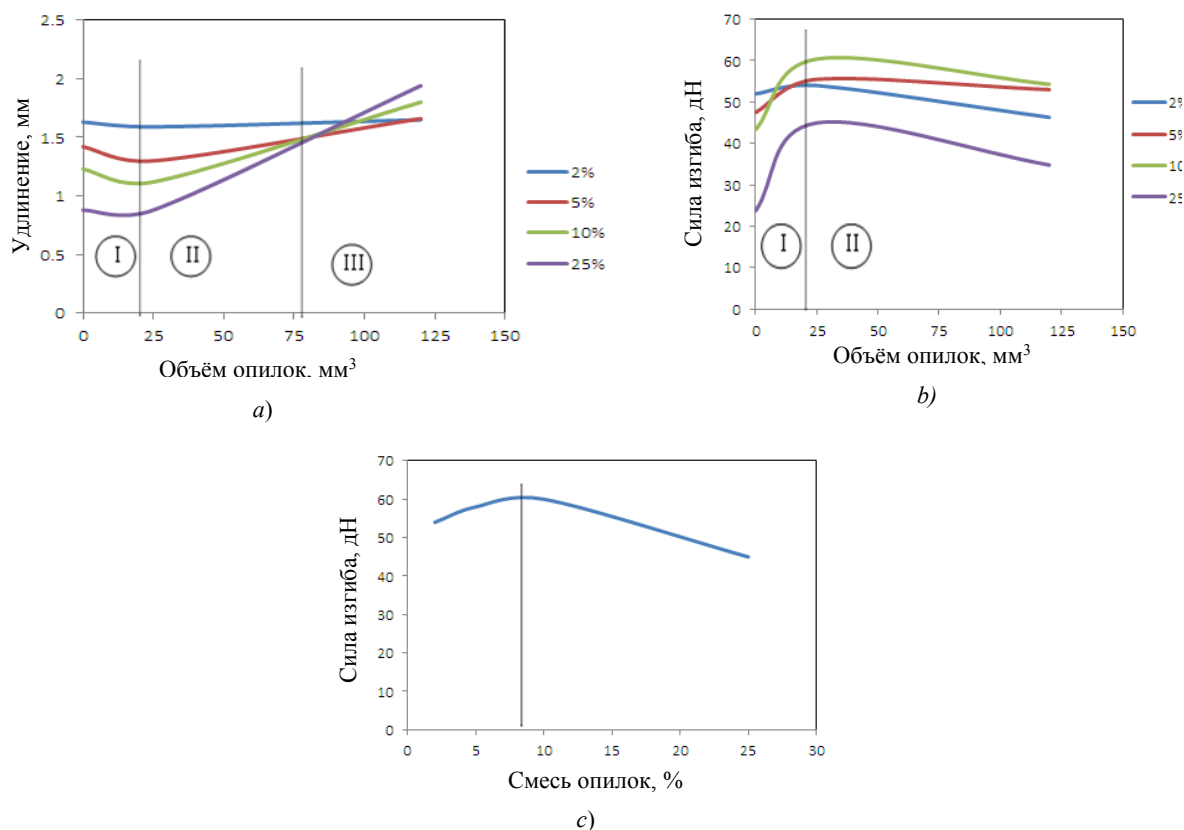 2.5
2
1.5
1
0.5
0
Удлинение, мм
I
II
III
0 25 50 75 100 125 150
Объём опилок. мм³
2%
5%
10%
25%
a)
70
60
50
40
30
20
10
0
Сила изгиба, дН
I
II
0 25 50 75 100 125 150
Объём опилок, мм³
2%
5%
10
25
b)
70
60
50
40
30
20
10
0
Сила изгиба, дН
0 5 10 15 20 25 30
Смесь опилок, %
c)